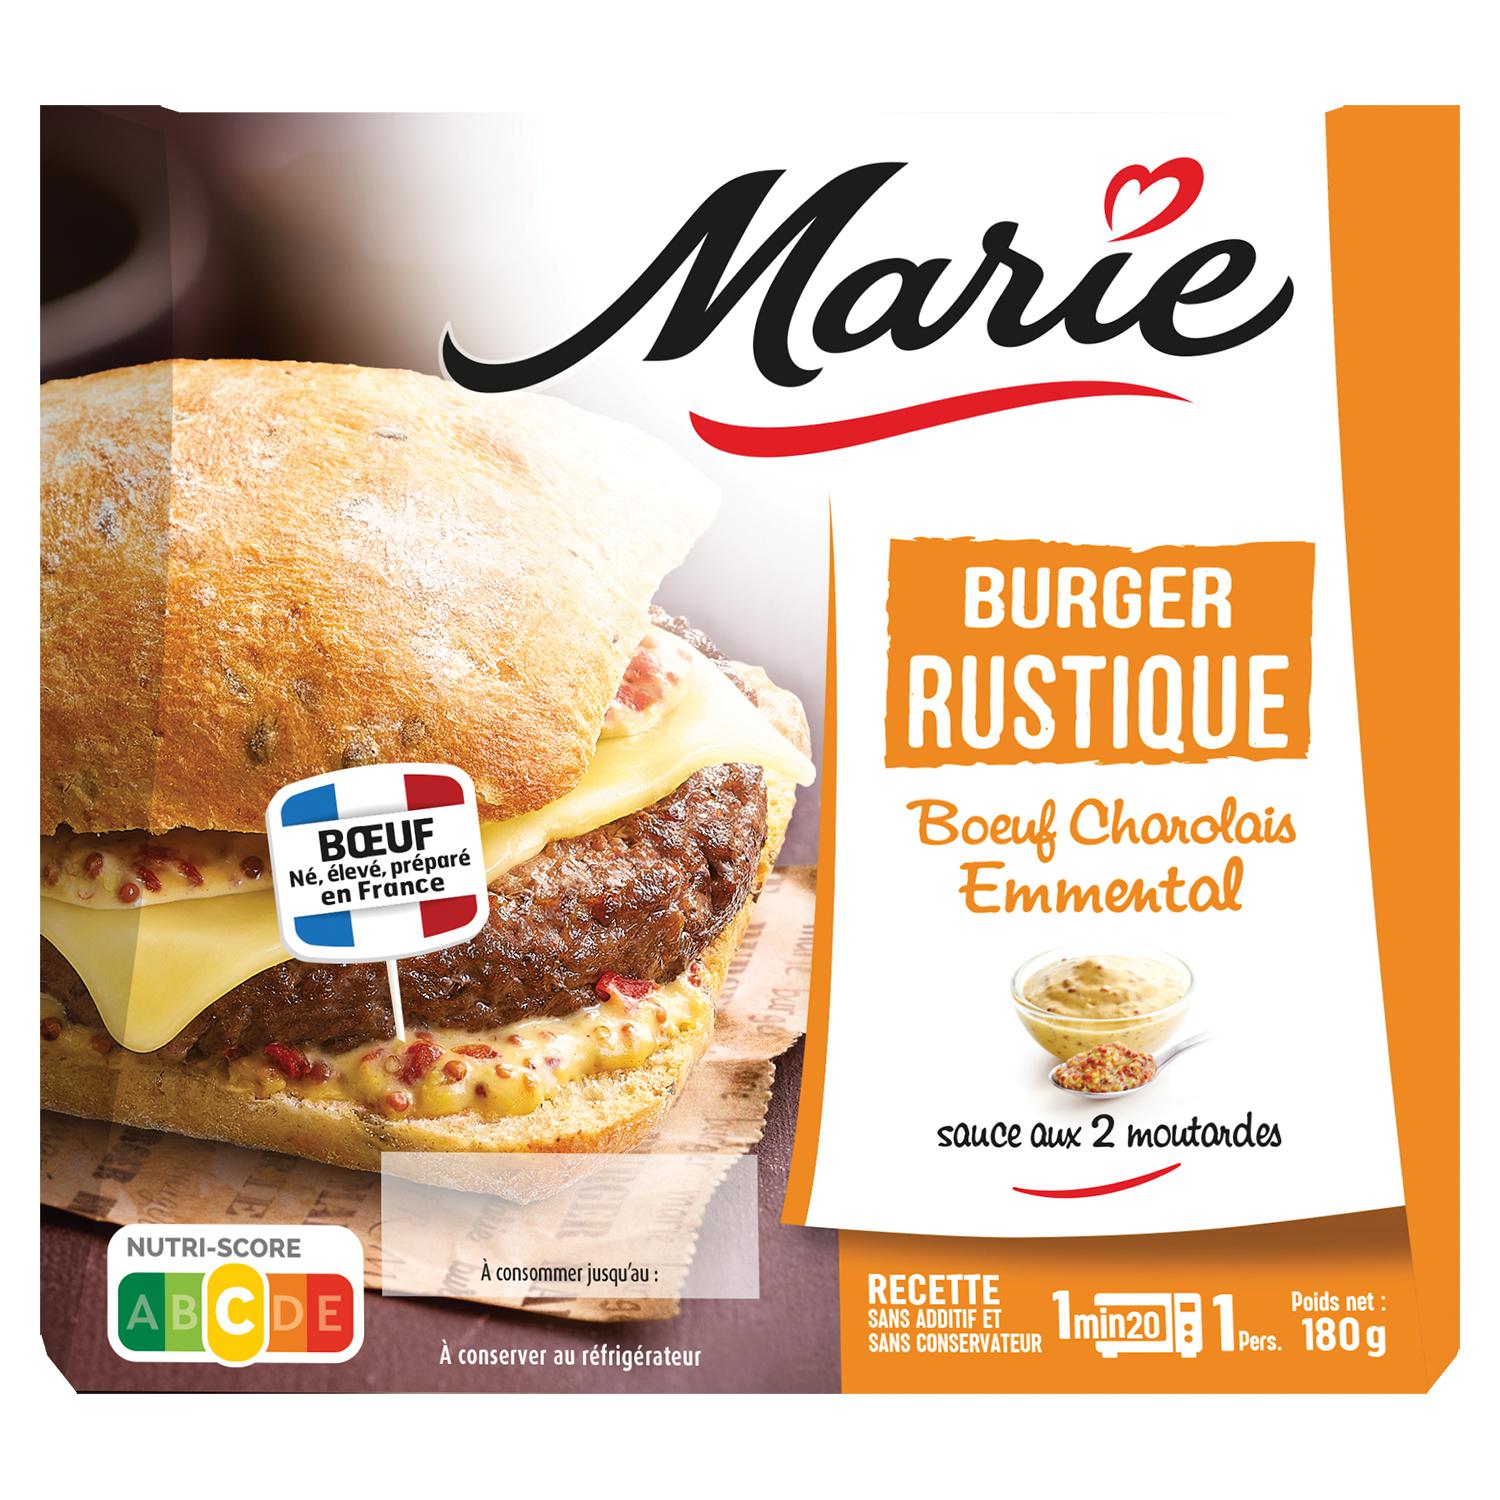 Marie
BURGER
RUSTIQUE
Boeuf Charolais
Emmental
sauce aux 2 moutardes
BŒUF
Né, élevé, préparé
en France
NUTRI-SCORE
A B C D E
À consommer jusqu'au :
À conserver au réfrigérateur
RECETTE
SANS ADDITIF ET
SANS CONSERVATEUR
1min20
1 Pers.
Poids net :
180 g